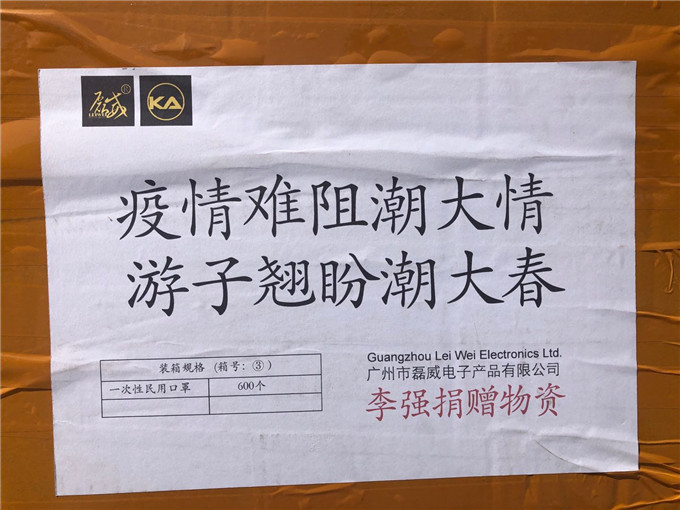 磊威®
LEIWEI
KA
疫情难阻潮大情
游子翘盼潮大春
装箱规格 (箱号: ③ )
一次性民用口罩 600个
Guangzhou Lei Wei Electronics Ltd.
广州市磊威电子产品有限公司
李强捐赠物资